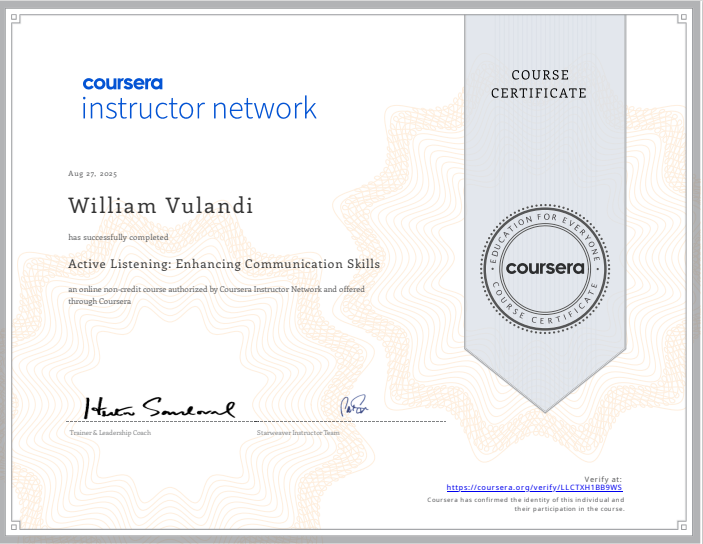 coursera
instructor network
COURSE
CERTIFICATE
Aug 27, 2025
William Vulandi
has successfully completed
Active Listening: Enhancing Communication Skills
an online non-credit course authorized by Coursera Instructor Network and offered
through Coursera
EDUCATION FOR EVERYONE
coursera
COURSE CERTIFICATE
Trainer & Leadership Coach
Starweaver Instructor Team
Verify at:
https://coursera.org/verify/LLCTXH1BB9WS
Coursera has confirmed the identity of this individual and
their participation in the course.